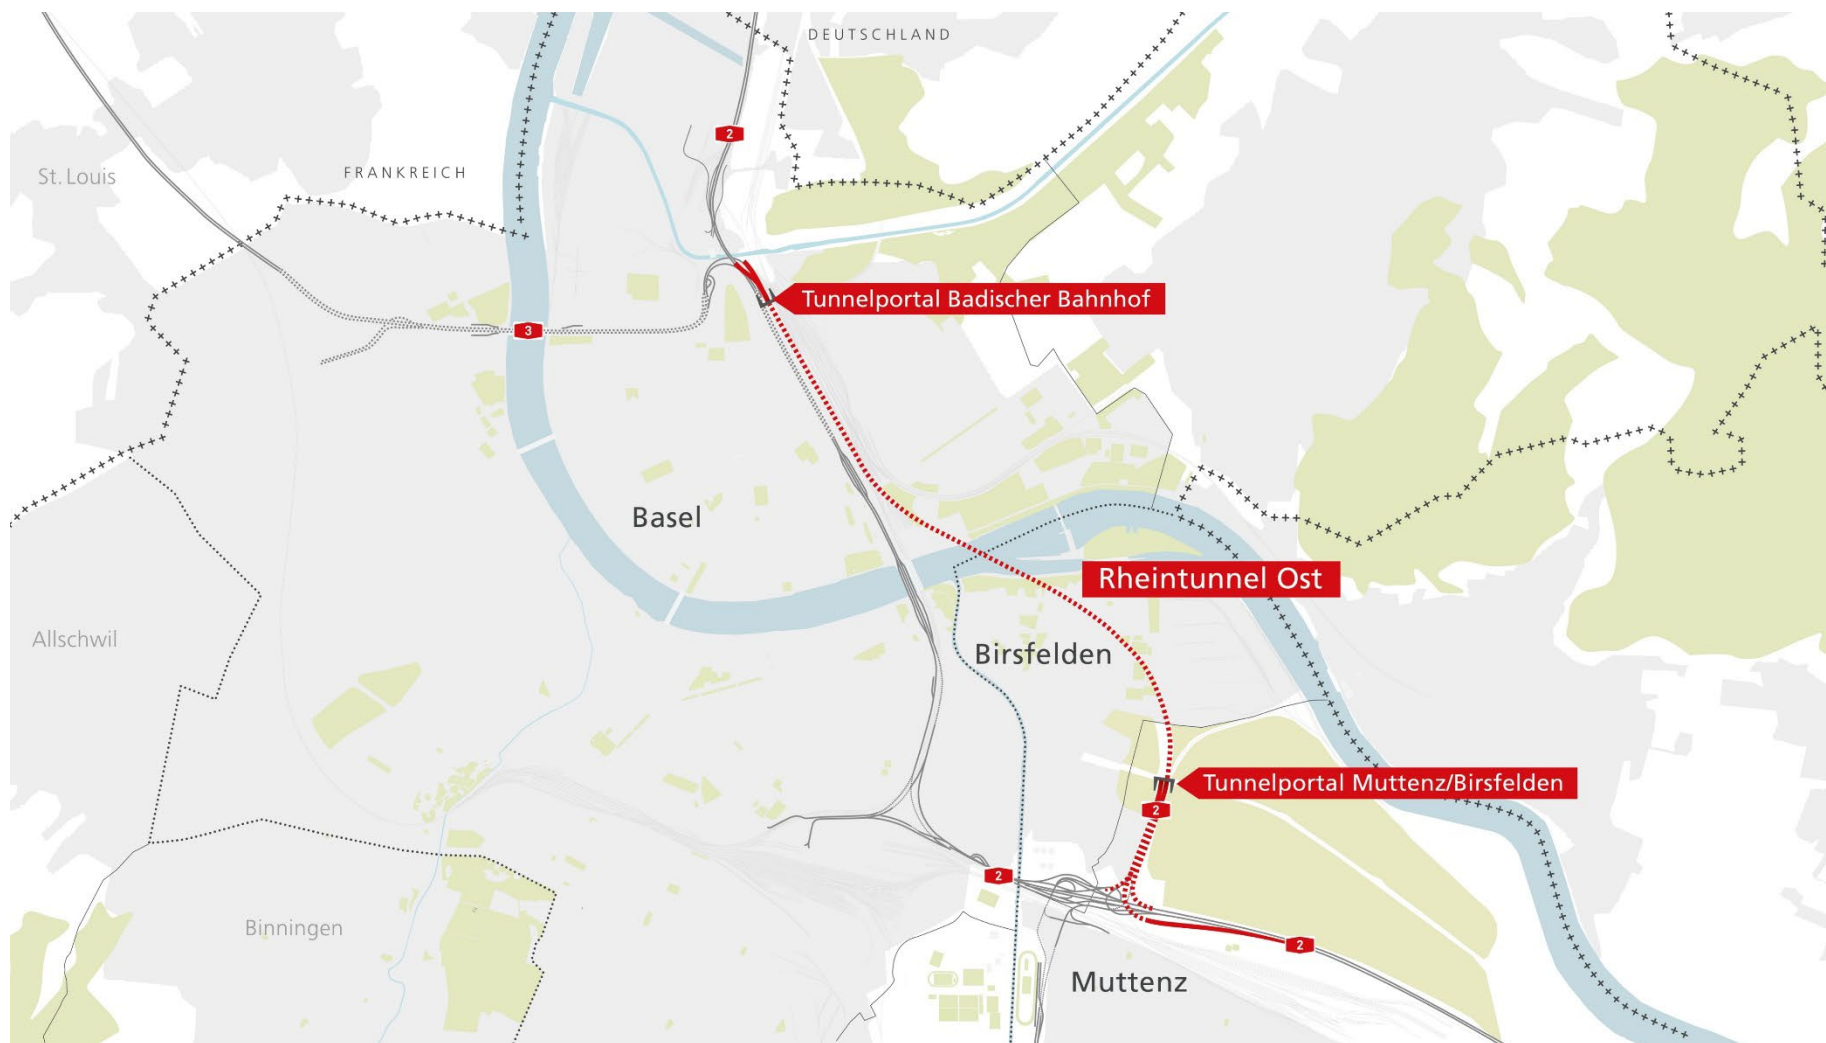 DEUTSCHLAND
2
St. Louis
FRANKREICH
Tunnelportal Badischer Bahnhof
3
Basel
Rheintunnel Ost
Allschwil
Birsfelden
Tunnelportal Muttenz/Birsfelden
2
2
Binningen
2
Muttenz